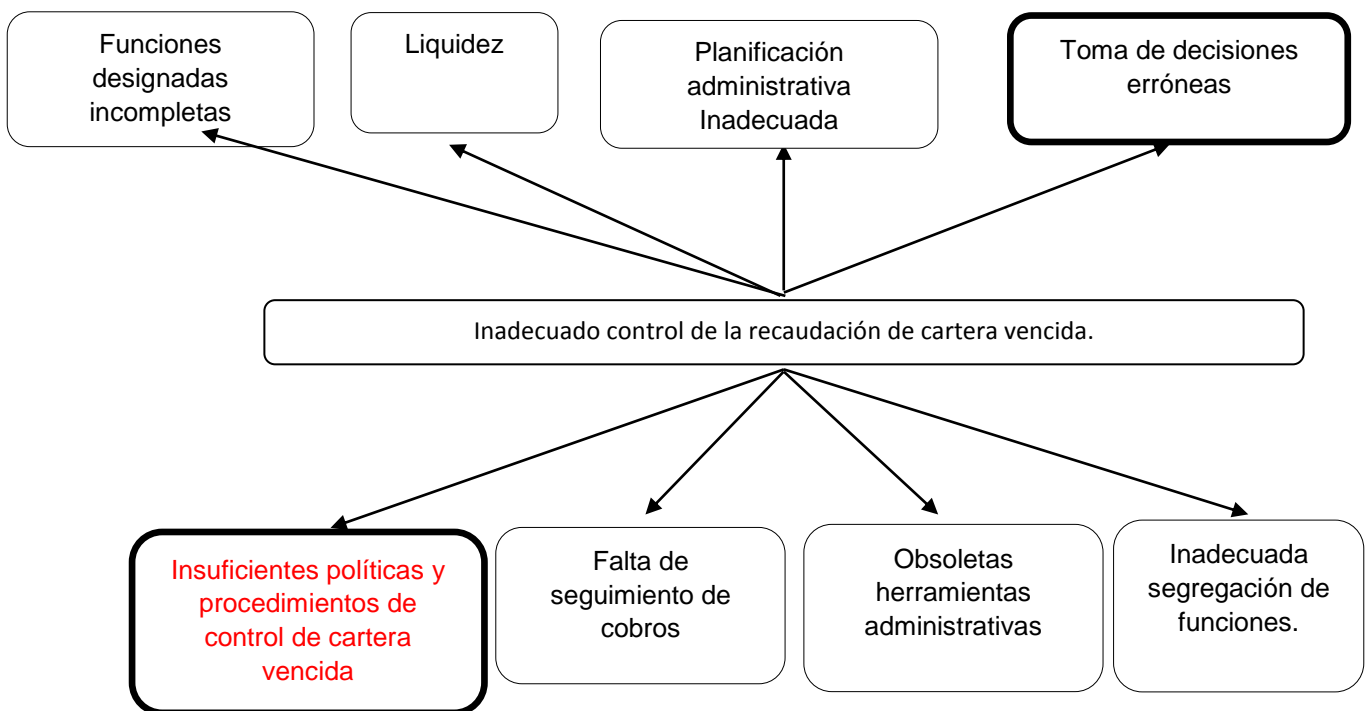 Funciones
designadas
incompletas
Liquidez
Planificación
administrativa
Inadecuada
Toma de decisiones
erróneas
Inadecuado control de la recaudación de cartera vencida.
Insuficientes políticas y
procedimientos de
control de cartera
vencida
Falta de
seguimiento de
cobros
Obsoletas
herramientas
administrativas
Inadecuada
segregación de
funciones.